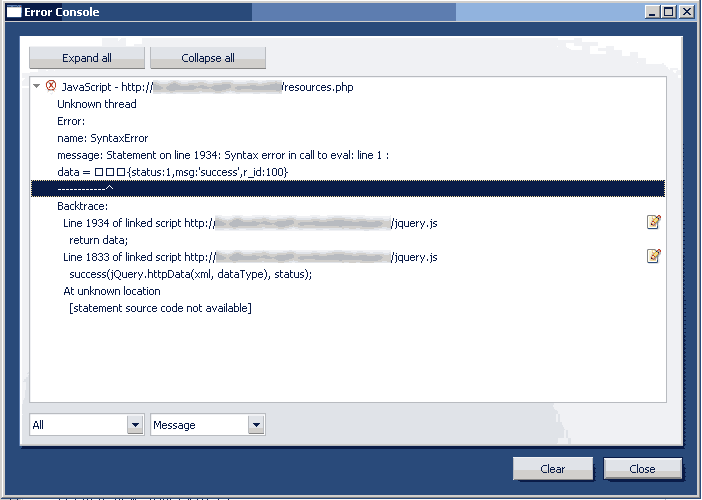 Error Console
Expand all
Collapse all
JavaScript - http:///resources.php
Unknown thread
Error:
name: SyntaxError
message: Statement on line 1934: Syntax error in call to eval: line 1 :
data = □□□{status:1,msg:'success',r_id:100}
------------^
Backtrace:
Line 1934 of linked script http:///jquery.js
return data;
Line 1833 of linked script http:///jquery.js
success(jQuery.httpData(xml, dataType), status);
At unknown location
[statement source code not available]
All
Message
Clear
Close